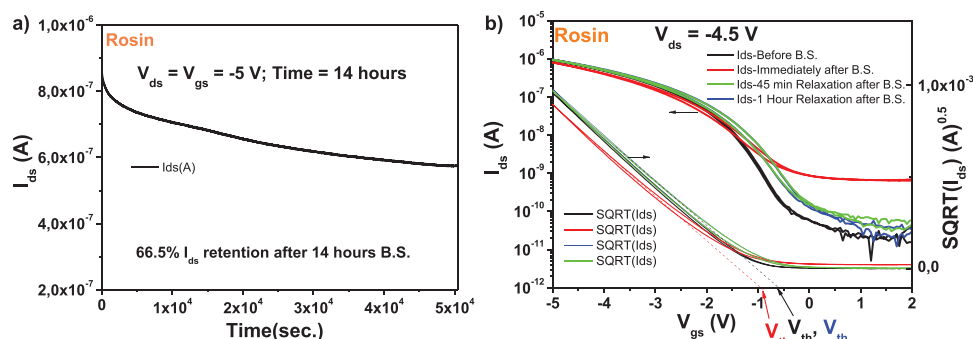 a)
Rosin
V_ds = V_gs = -5 V; Time = 14 hours
Ids(A)
66.5% I_ds retention after 14 hours B.S.
I_ds (A)
1,0x10⁻⁶
8,0x10⁻⁷
6,0x10⁻⁷
4,0x10⁻⁷
2,0x10⁻⁷
0 1x10⁴ 2x10⁴ 3x10⁴ 4x10⁴ 5x10⁴
Time(sec.)
b)
Rosin
V_ds = -4.5 V
Ids-Before B.S.
Ids-Immediately after B.S.
Ids-45 min Relaxation after B.S.
Ids-1 Hour Relaxation after B.S.
SQRT(Ids)
SQRT(Ids)
SQRT(Ids)
SQRT(Ids)
I_ds (A)
10⁻⁵
10⁻⁶
10⁻⁷
10⁻⁸
10⁻⁹
10⁻¹⁰
10⁻¹¹
10⁻¹²
-5 -4 -3 -2 -1 0 1 2
V_gs (V)
V_th, V_th
1,0x10⁻³
0,0
SQRT(I_ds) (A)^0.5